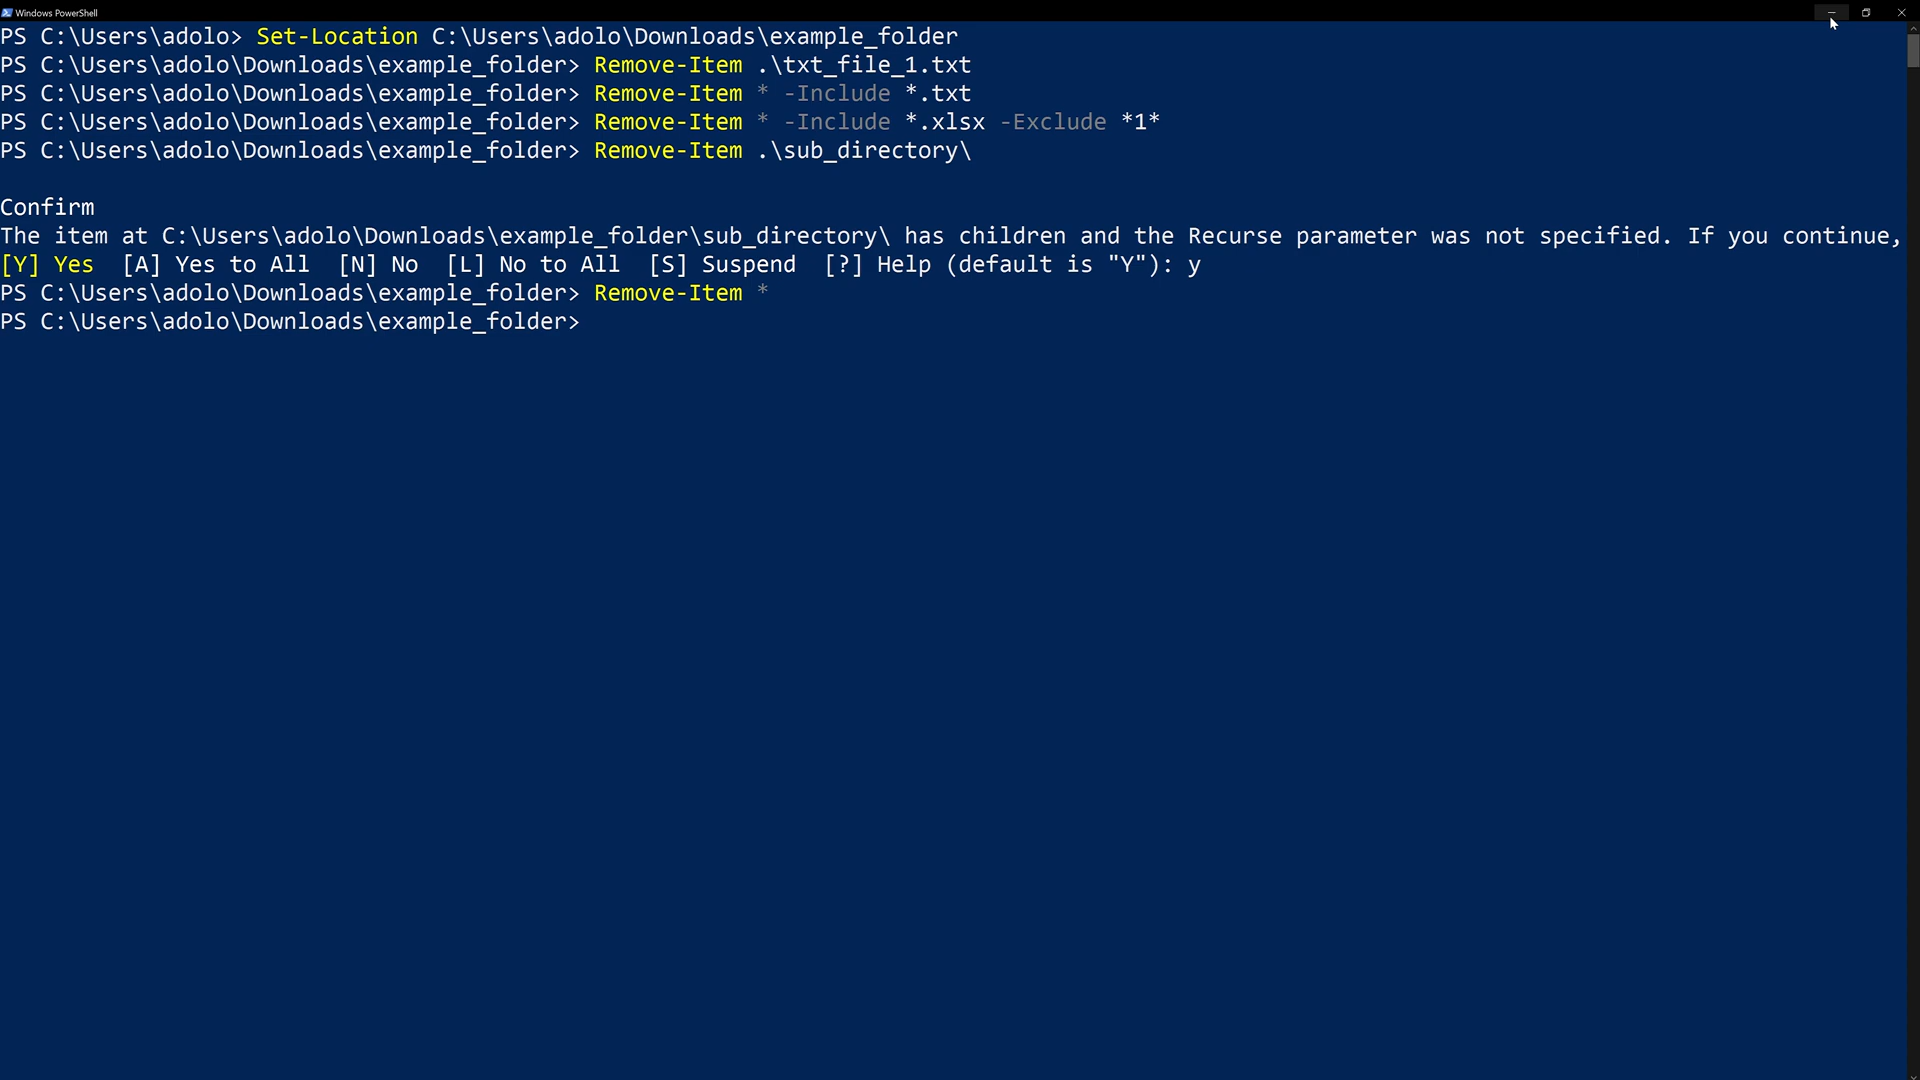 Windows PowerShell
PS C:\Users\adolo> Set-Location C:\Users\adolo\Downloads\example_folder
PS C:\Users\adolo\Downloads\example_folder> Remove-Item .\txt_file_1.txt
PS C:\Users\adolo\Downloads\example_folder> Remove-Item * -Include *.txt
PS C:\Users\adolo\Downloads\example_folder> Remove-Item * -Include *.xlsx -Exclude *1*
PS C:\Users\adolo\Downloads\example_folder> Remove-Item .\sub_directory\
Confirm
The item at C:\Users\adolo\Downloads\example_folder\sub_directory\ has children and the Recurse parameter was not specified. If you continue,
[Y] Yes  [A] Yes to All  [N] No  [L] No to All  [S] Suspend  [?] Help (default is "Y"): y
PS C:\Users\adolo\Downloads\example_folder> Remove-Item *
PS C:\Users\adolo\Downloads\example_folder>